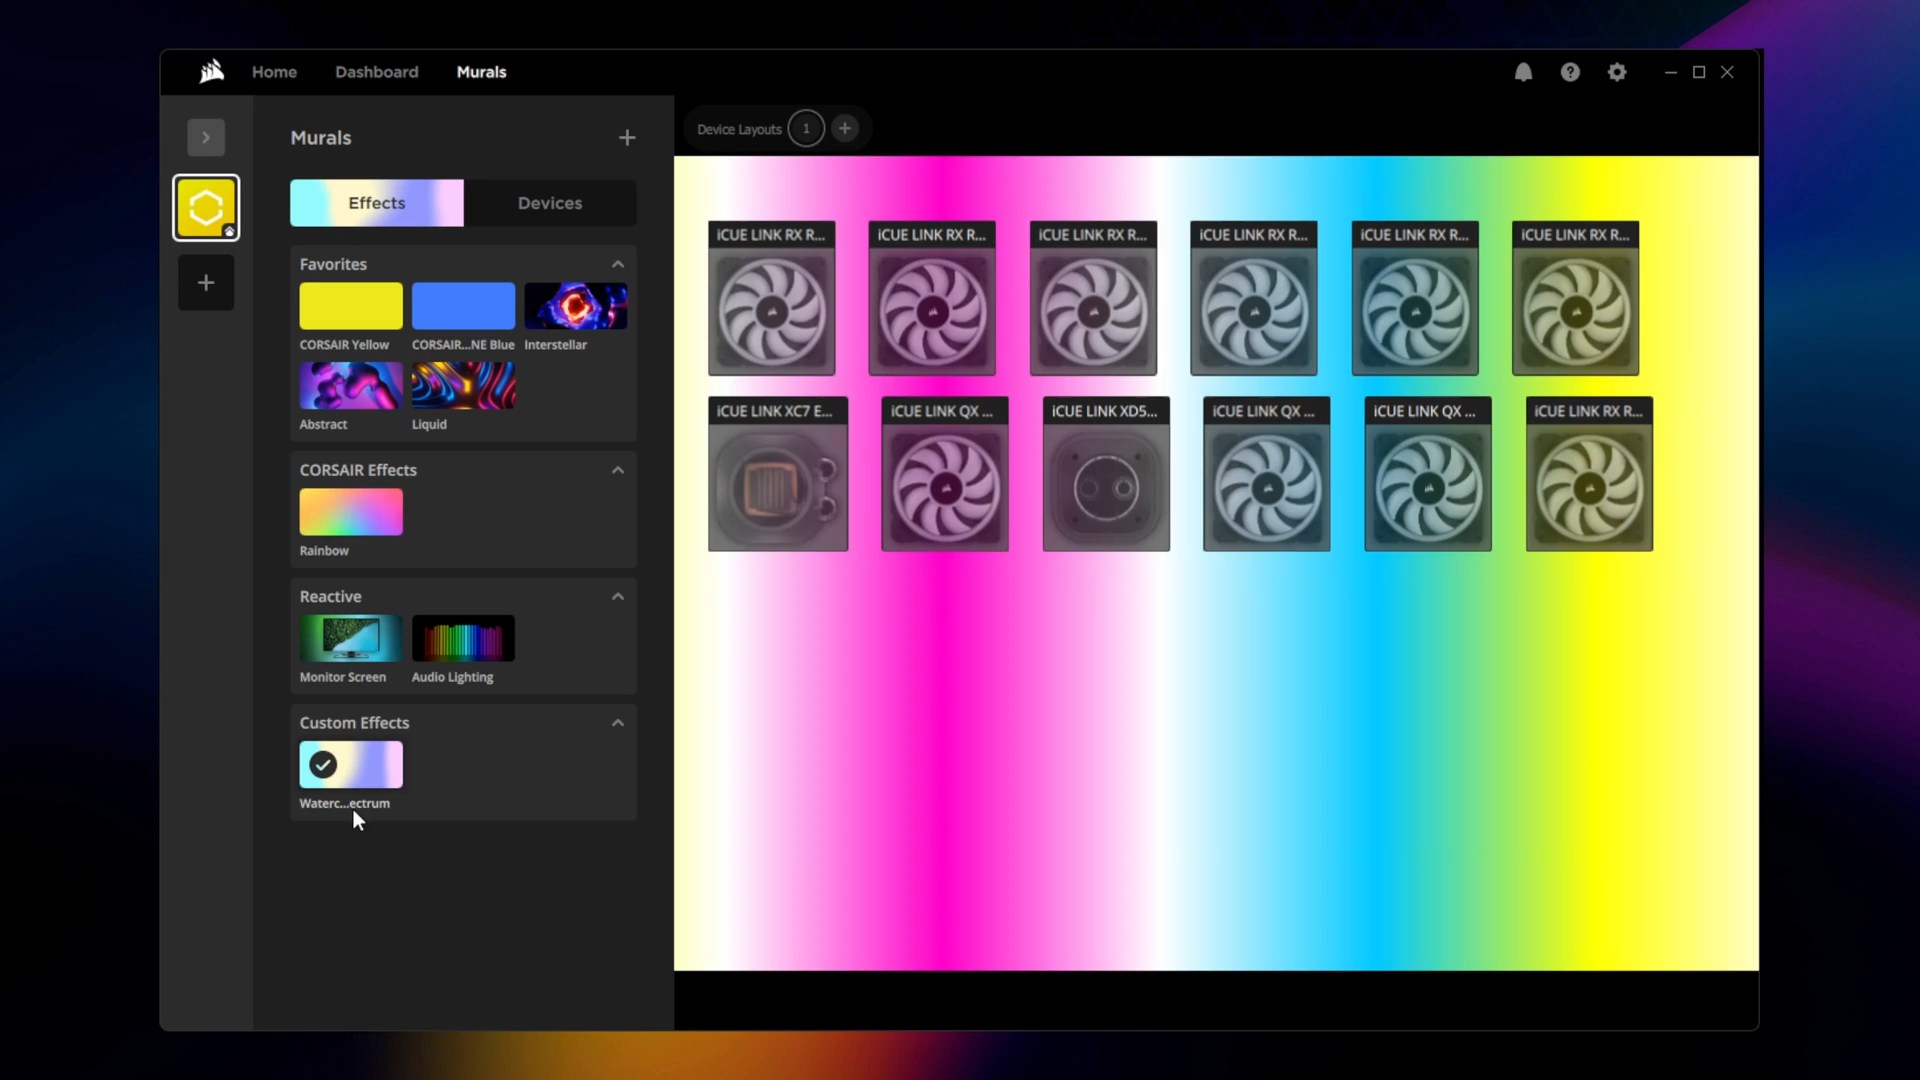 Home Dashboard Murals
Murals
Device Layouts 1
Effects Devices
Favorites
CORSAIR Yellow CORSAIR...NE Blue Interstellar
Abstract Liquid
CORSAIR Effects
Rainbow
Reactive
Monitor Screen Audio Lighting
Custom Effects
Waterc...ectrum
iCUE LINK RX R... iCUE LINK RX R... iCUE LINK RX R... iCUE LINK RX R... iCUE LINK RX R... iCUE LINK RX R...
iCUE LINK XC7 E... iCUE LINK QX ... iCUE LINK XD5... iCUE LINK QX ... iCUE LINK QX ... iCUE LINK RX R...